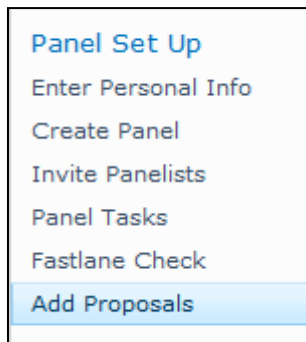 Panel Set Up
Enter Personal Info
Create Panel
Invite Panelists
Panel Tasks
Fastlane Check
Add Proposals